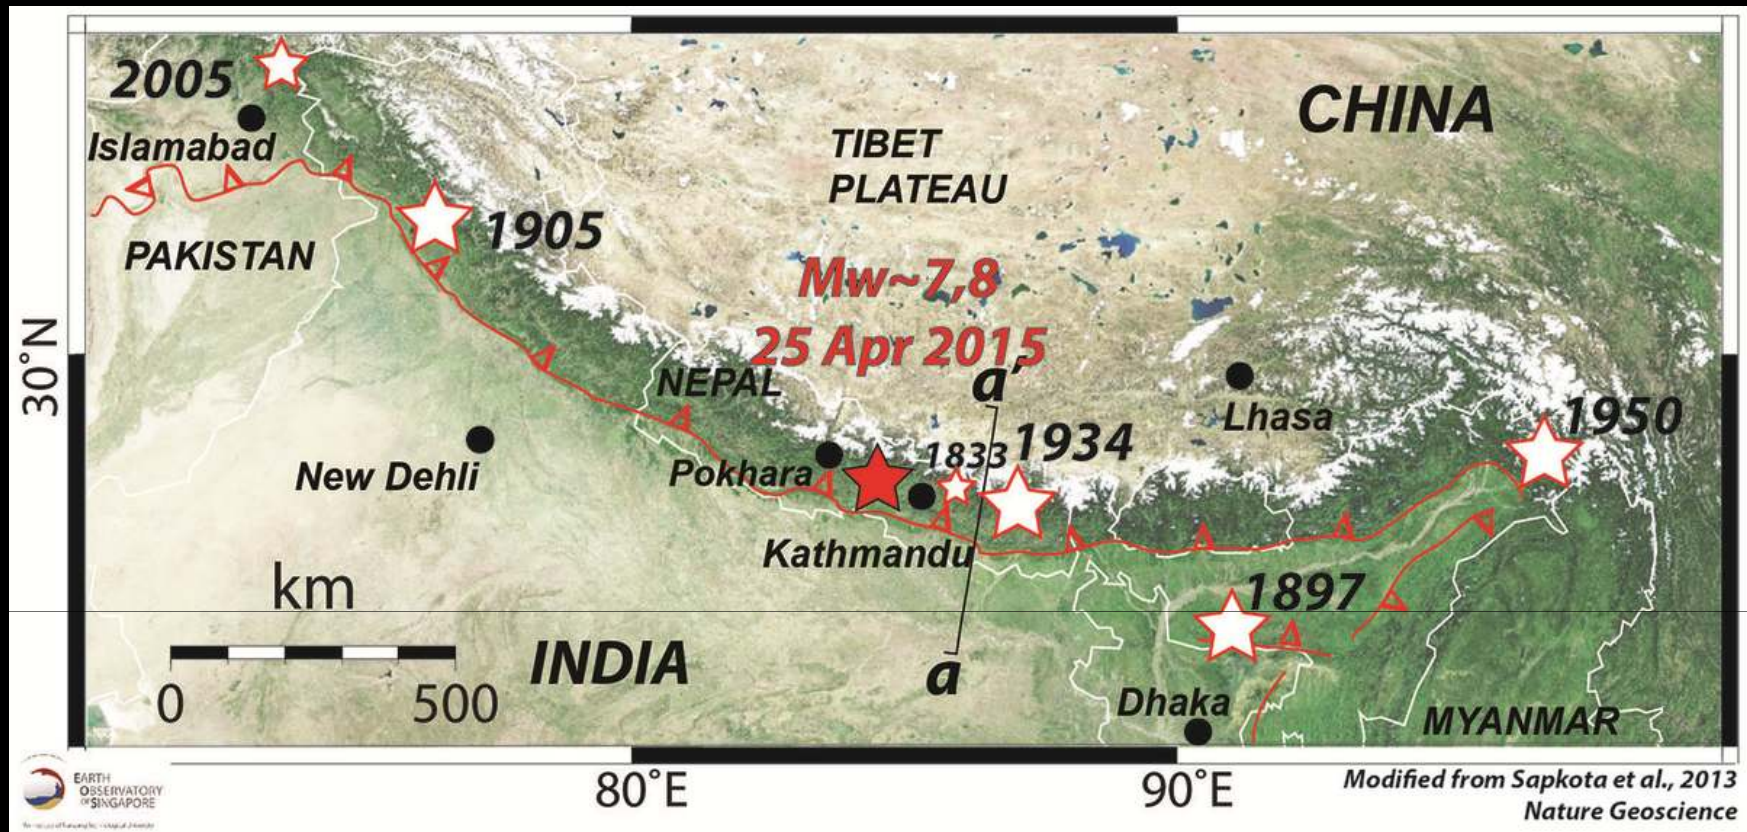 2005
CHINA
Islamabad
TIBET
PLATEAU
1905
PAKISTAN
Mw~7,8
25 Apr 2015
30°N
NEPAL
a'
Lhasa
1950
1833
1934
New Dehli
Pokhara
Kathmandu
km
1897
INDIA
a
0
500
Dhaka
MYANMAR
80°E
90°E
EARTH
OBSERVATORY
OF SINGAPORE
Modified from Sapkota et al., 2013
Nature Geoscience